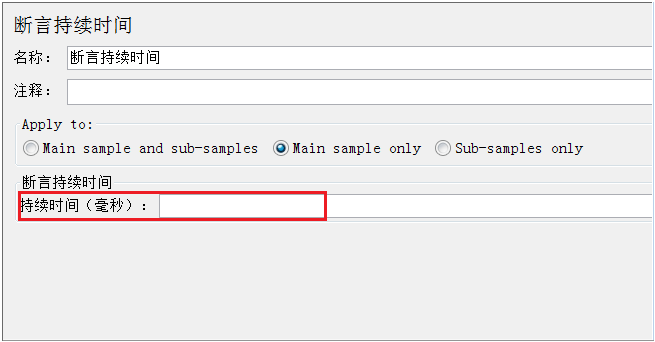 断言持续时间
名称： 断言持续时间
注释：
Apply to:
Main sample and sub-samples Main sample only Sub-samples only
断言持续时间
持续时间（毫秒）：